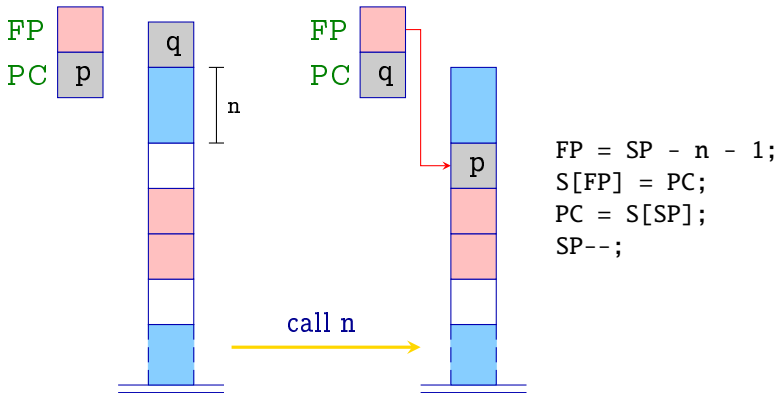 FP
PC p
q
n
FP
PC q
p
call n
FP = SP - n - 1;
S[FP] = PC;
PC = S[SP];
SP--;